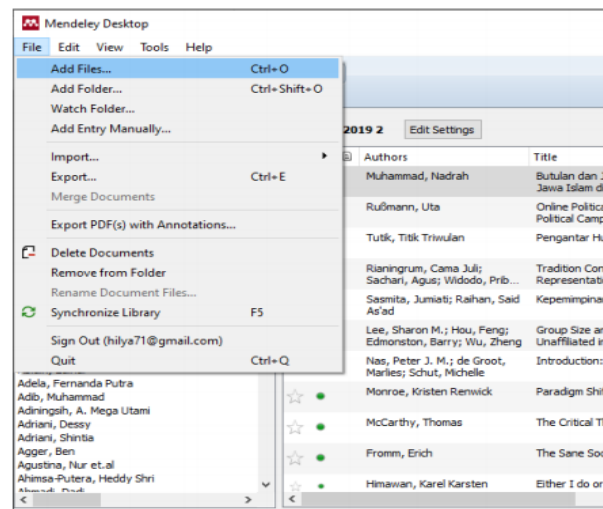 Mendeley Desktop
File Edit View Tools Help
Add Files... Ctrl+O
Add Folder... Ctrl+Shift+O
Watch Folder...
Add Entry Manually...
Import...
Export... Ctrl+E
Merge Documents
Export PDF(s) with Annotations...
Delete Documents
Remove from Folder
Rename Document Files...
Synchronize Library F5
Sign Out (hilya71@gmail.com)
Quit Ctrl+Q
Adela, Fernanda Putra
Adib, Muhammad
Adiningsih, A. Mega Utami
Adriani, Dessy
Adriani, Shintia
Agger, Ben
Agustina, Nur et.al
Ahimsa-Putera, Heddy Shri
2019 2 Edit Settings
Authors Title
Muhammad, Nadrah Butulan dan J
Jawa Islam di
Rußmann, Uta Online Politica
Political Camp
Tutik, Titik Triwulan Pengantar Hu
Rianingrum, Cama Juli; Tradition Con
Sachari, Agus; Widodo, Prib... Representati
Sasmita, Jumiati; Raihan, Said Kepemimpina
As'ad
Lee, Sharon M.; Hou, Feng; Group Size ar
Edmonston, Barry; Wu, Zheng Unaffiliated i
Nas, Peter J. M.; de Groot, Introduction:
Marlies; Schut, Michelle
Monroe, Kristen Renwick Paradigm Shif
McCarthy, Thomas The Critical T
Fromm, Erich The Sane Soc
Himawan, Karel Karsten Either I do or